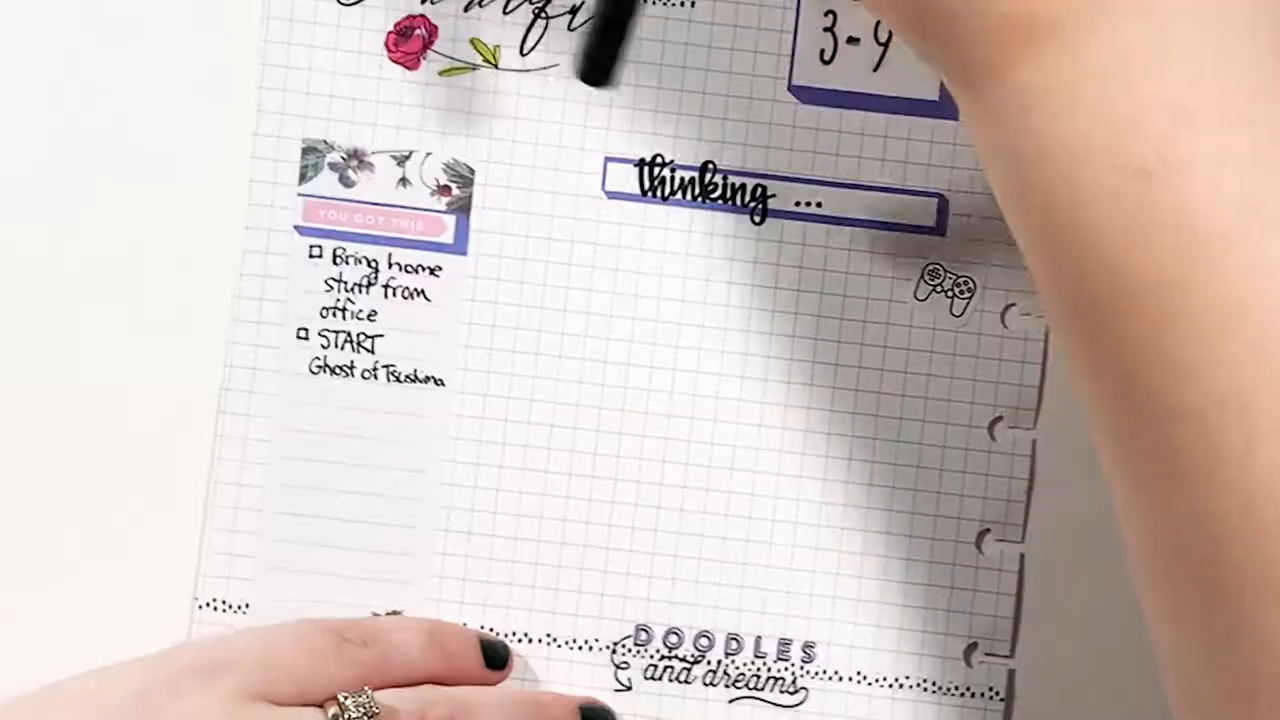 3-4
thinking ...
YOU GOT THIS
Bring home
stuff from
office
START
Ghost of Tsushima
DOODLES
and dreams